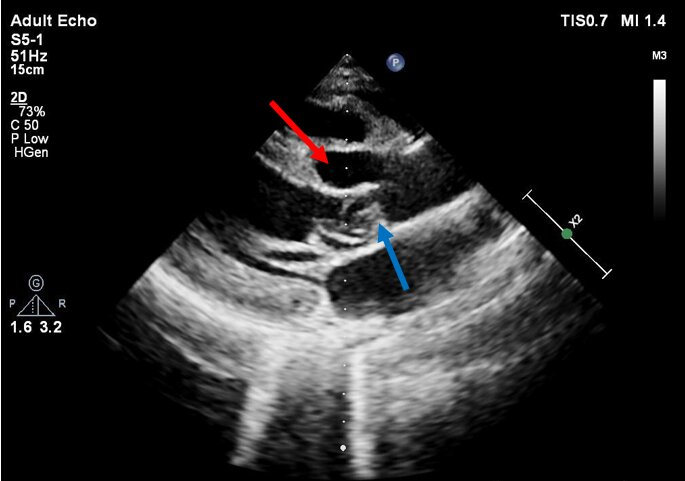 Adult Echo
TIS0.7 MI 1.4
S5-1
51Hz
15cm
M3
2D
73%
C 50
P Low
HGen
P
X2
G
P R
1.6 3.2